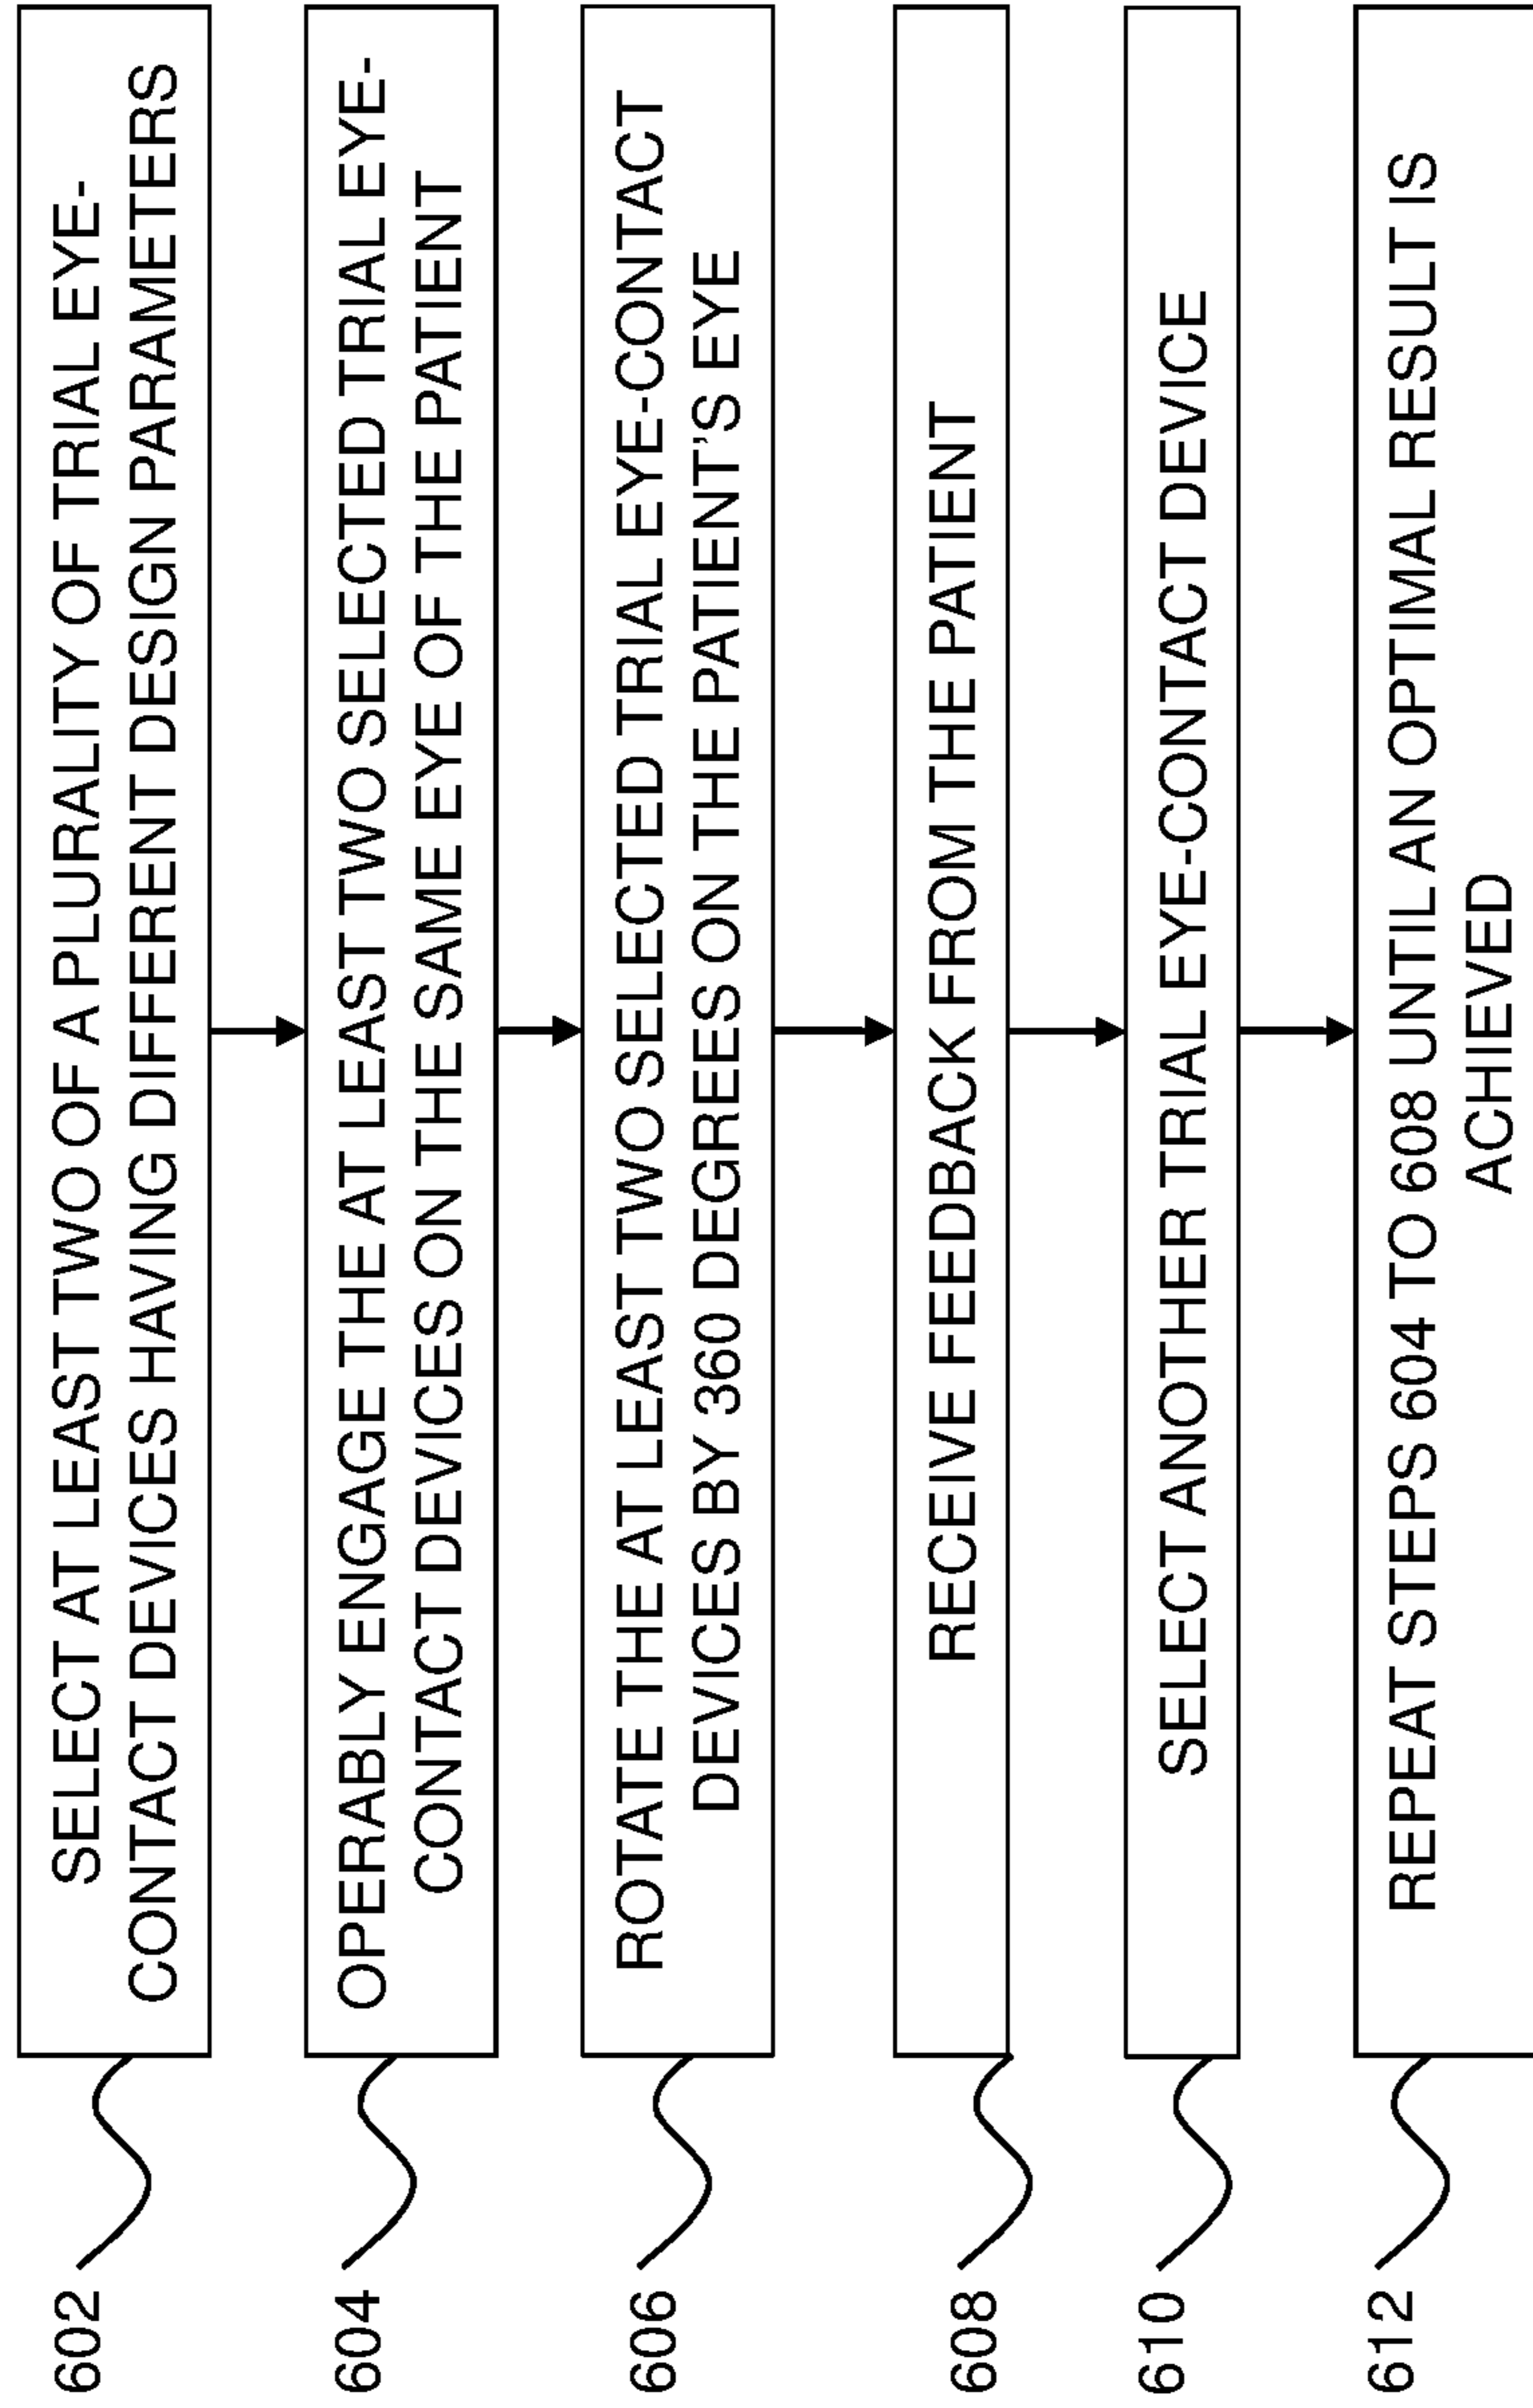 602
SELECT AT LEAST TWO OF A PLURALITY OF TRIAL EYE-
CONTACT DEVICES HAVING DIFFERENT DESIGN PARAMETERS
604
OPERABLY ENGAGE THE AT LEAST TWO SELECTED TRIAL EYE-
CONTACT DEVICES ON THE SAME EYE OF THE PATIENT
606
ROTATE THE AT LEAST TWO SELECTED TRIAL EYE-CONTACT
DEVICES BY 360 DEGREES ON THE PATIENT'S EYE
608
RECEIVE FEEDBACK FROM THE PATIENT
610
SELECT ANOTHER TRIAL EYE-CONTACT DEVICE
612
REPEAT STEPS 604 TO 608 UNTIL AN OPTIMAL RESULT IS
ACHIEVED